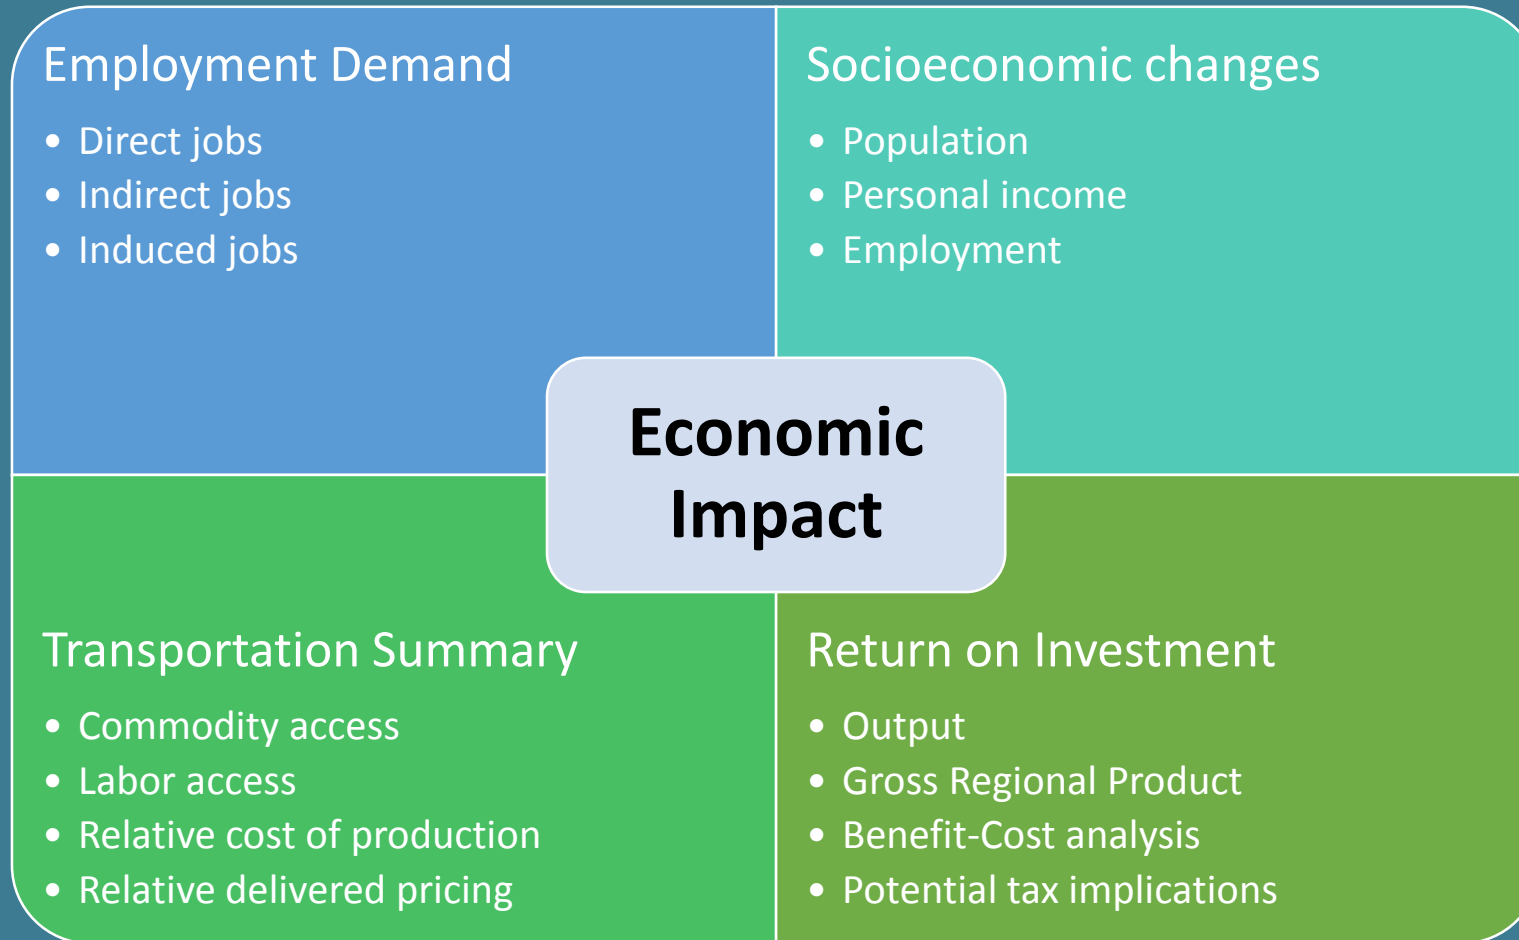 Employment Demand
• Direct jobs
• Indirect jobs
• Induced jobs
Socioeconomic changes
• Population
• Personal income
• Employment
Economic
Impact
Transportation Summary
• Commodity access
• Labor access
• Relative cost of production
• Relative delivered pricing
Return on Investment
• Output
• Gross Regional Product
• Benefit-Cost analysis
• Potential tax implications